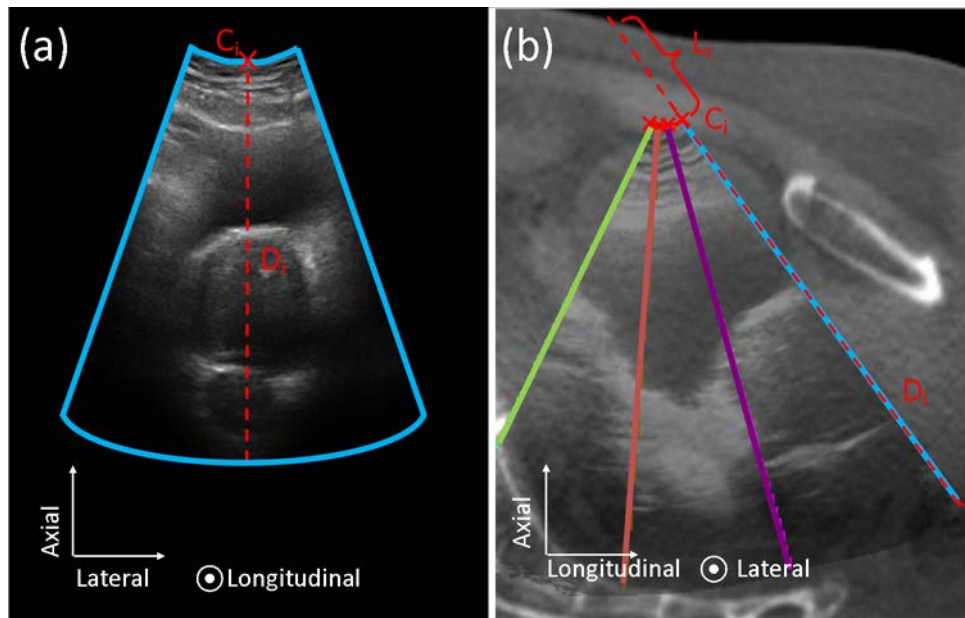 (a)
Cᵢ
Dᵢ
Axial
Lateral
Longitudinal
(b)
Lᵢ
Cᵢ
Dᵢ
Axial
Longitudinal
Lateral